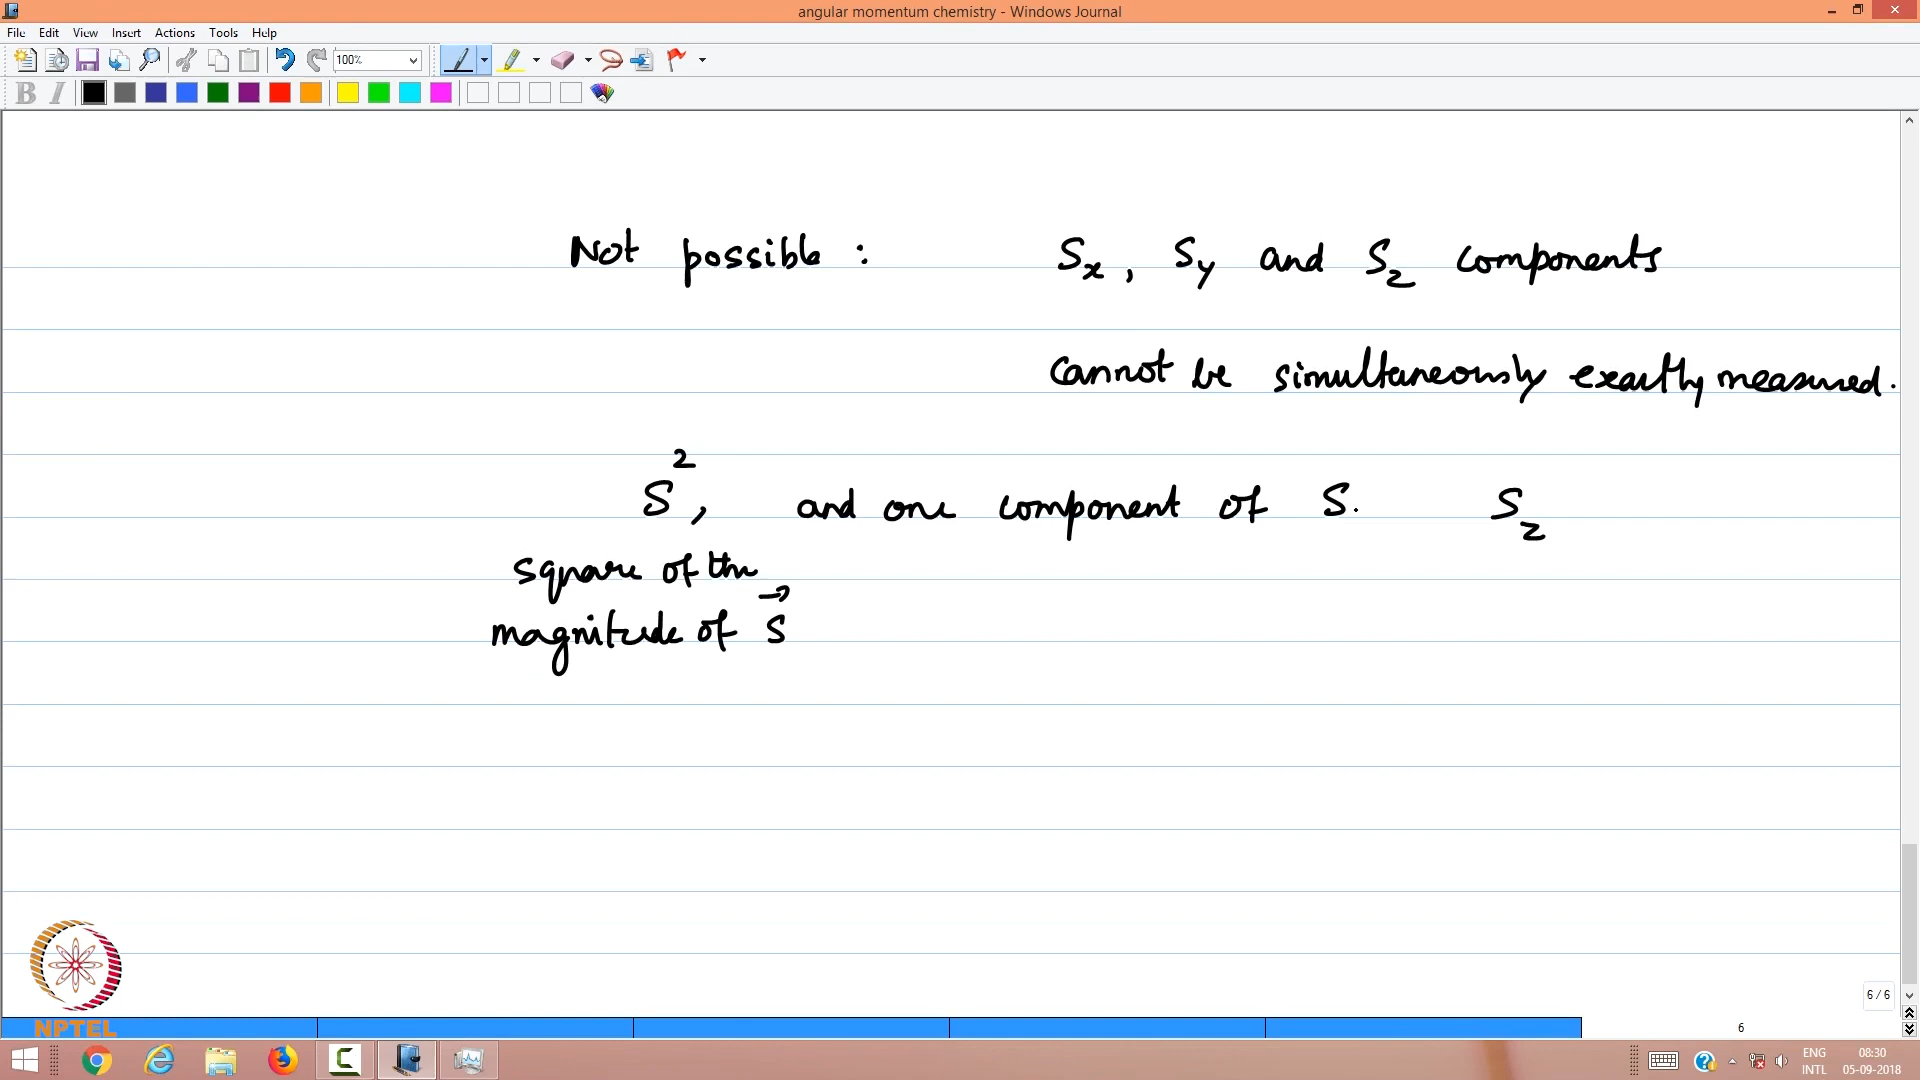 angular momentum chemistry - Windows Journal
File Edit View Insert Actions Tools Help
100%
B I
Not possible : Sx, Sy and Sz components
cannot be simultaneously exactly measured.
S², and one component of S. Sz
square of the
magnitude of S⃗
6 / 6
NPTEL
6
ENG 08:30
INTL 05-09-2018